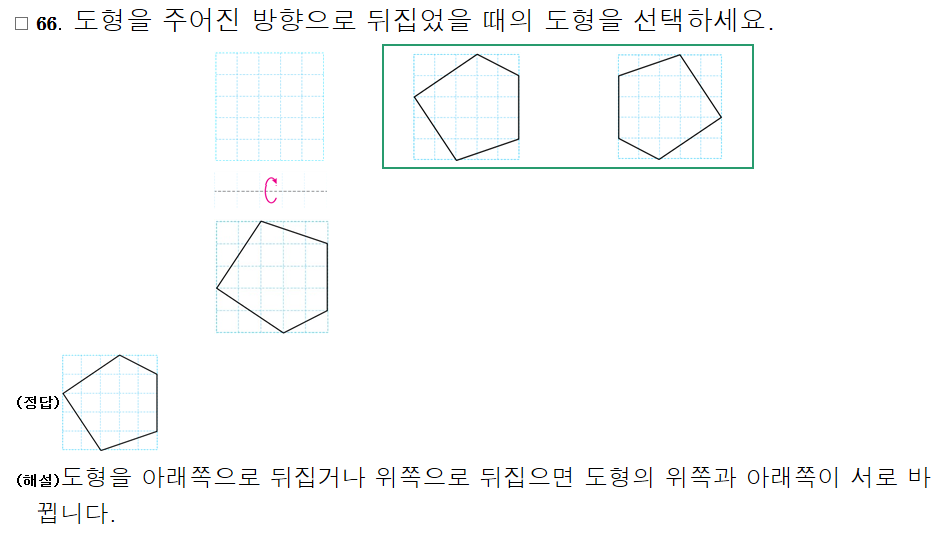 □ 66. 도형을 주어진 방향으로 뒤집었을 때의 도형을 선택하세요.
(정답)
(해설)도형을 아래쪽으로 뒤집거나 위쪽으로 뒤집으면 도형의 위쪽과 아래쪽이 서로 바
뀝니다.